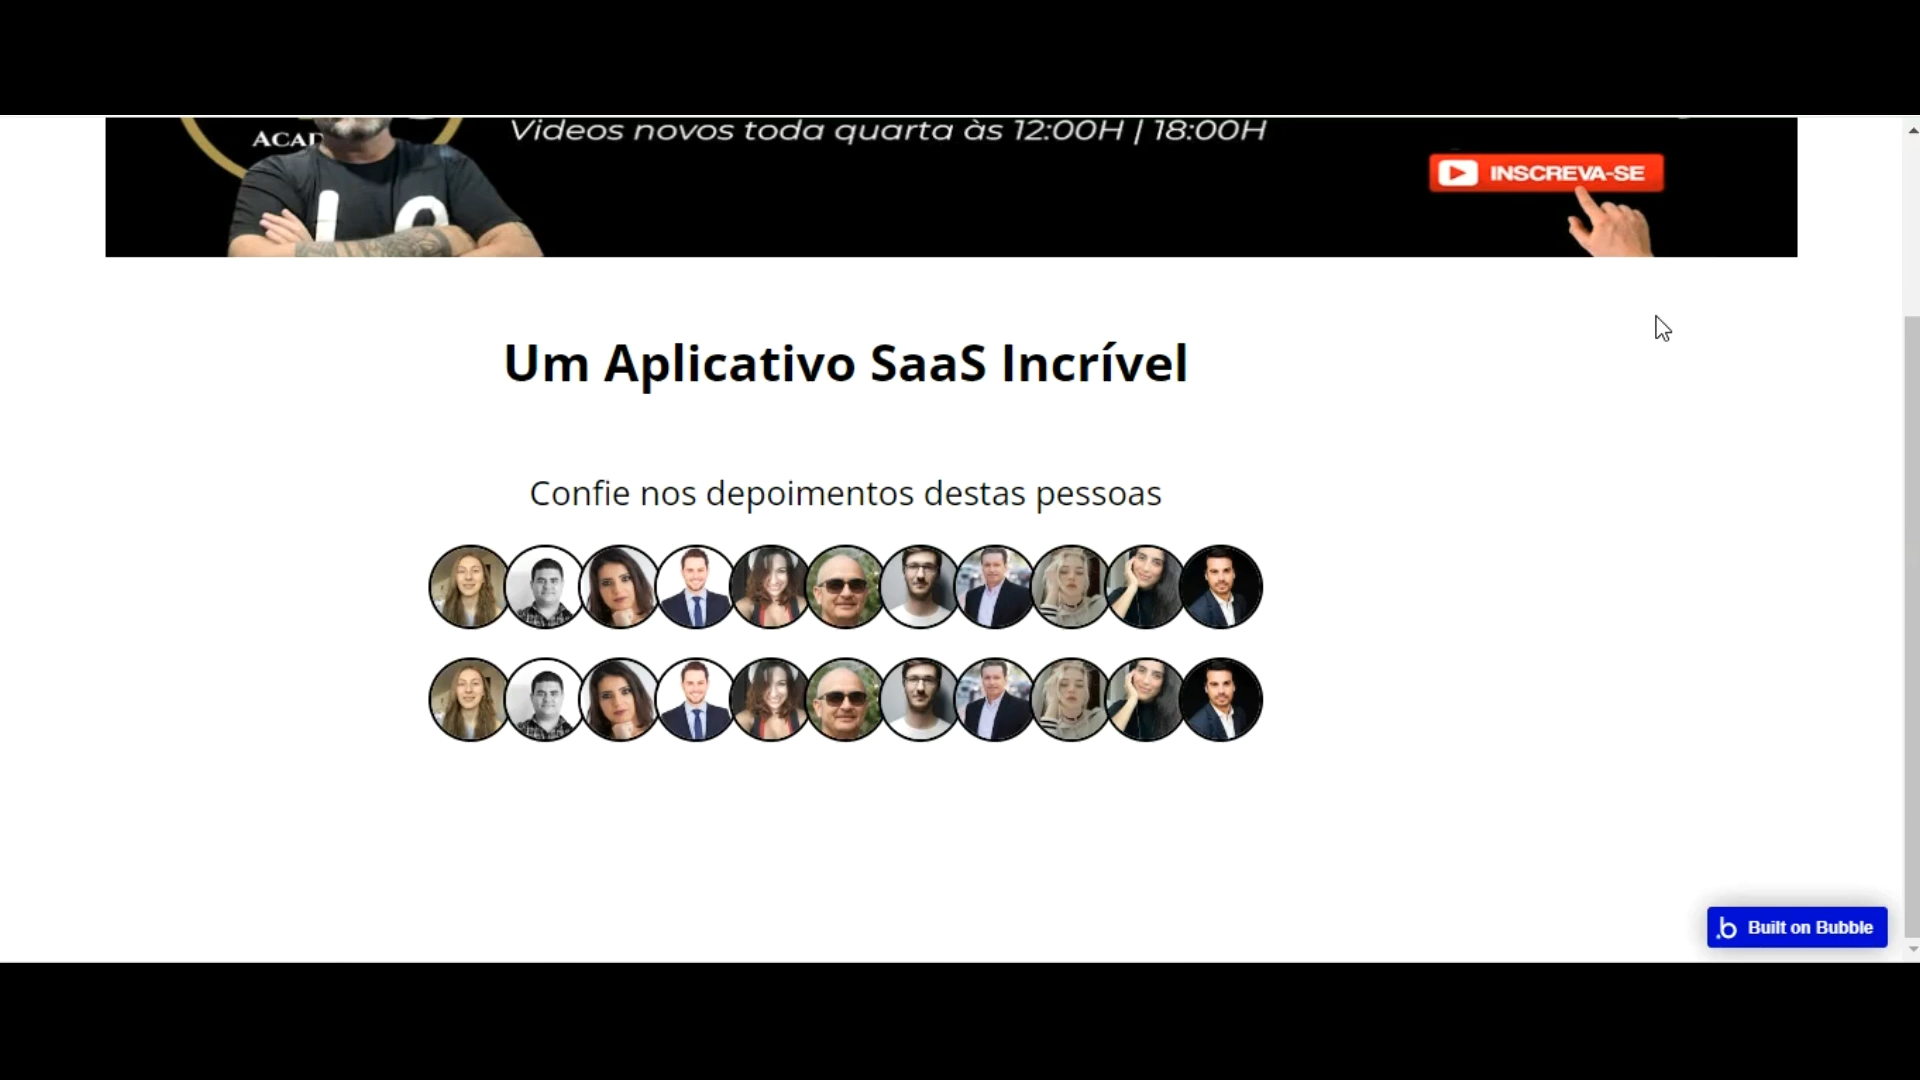 Videos novos toda quarta às 12:00H | 18:00H
INSCREVA-SE
Um Aplicativo SaaS Incrível
Confie nos depoimentos destas pessoas
Built on Bubble